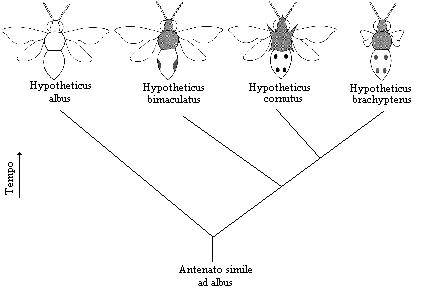 Hypotheticus
albus
Hypotheticus
bimaculatus
Hypotheticus
cornutus
Hypotheticus
brachypterus
Tempo
Antenato simile
ad albus